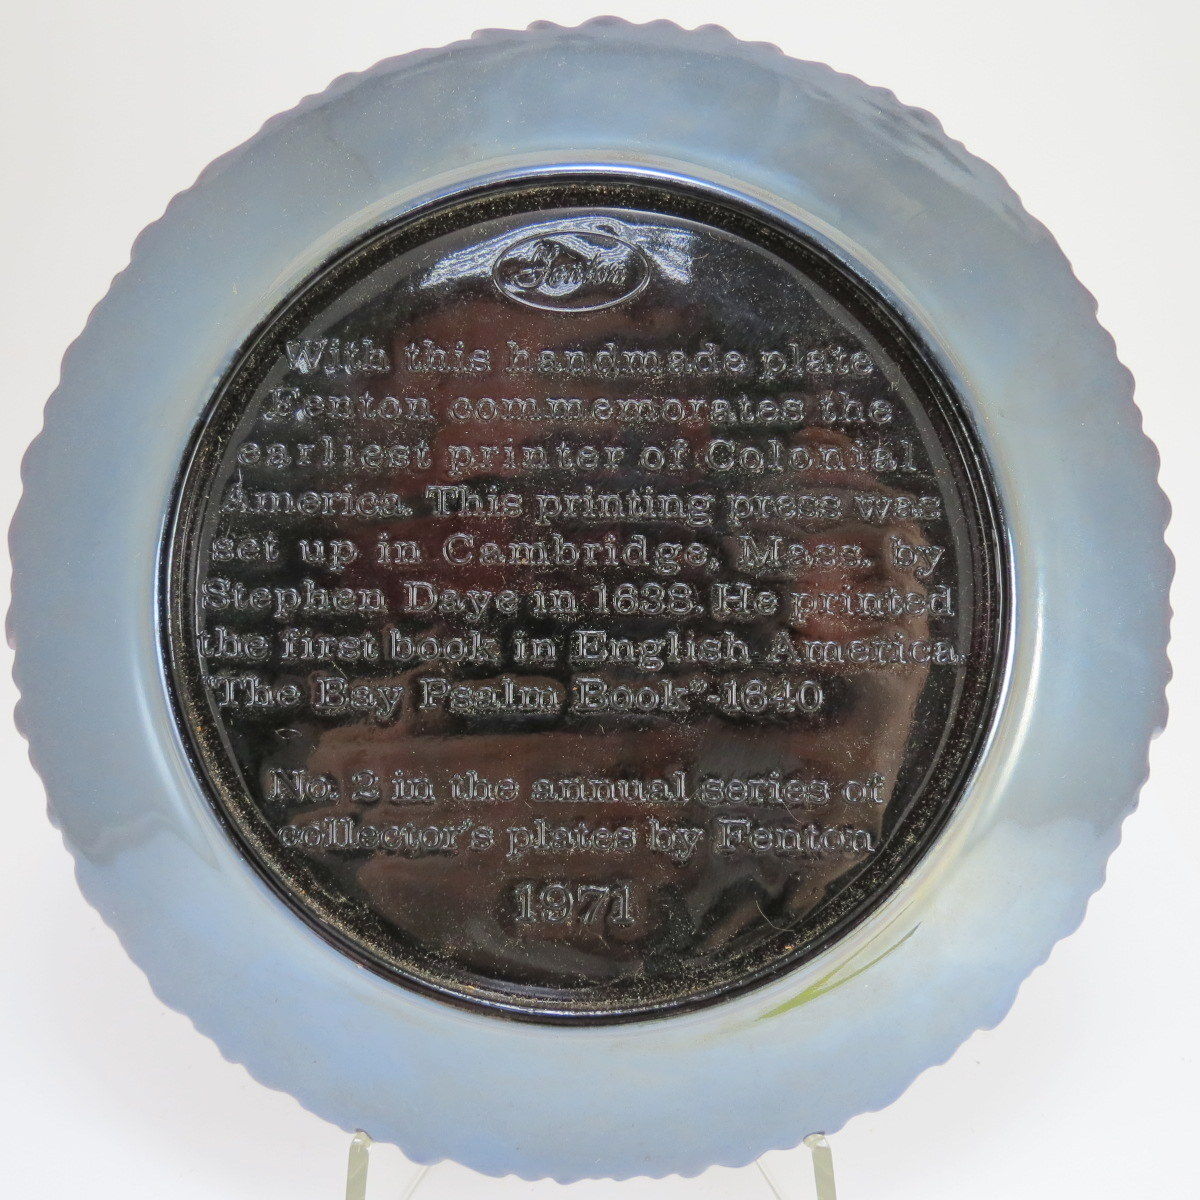 Fenton
With this handmade plate
Fenton commemorates the
earliest printer of Colonial
America. This printing press was
set up in Cambridge, Mass. by
Stephen Daye in 1638. He printed
the first book in English America
"The Bay Psalm Book"-1640
No. 2 in the annual series of
collector's plates by Fenton
1971